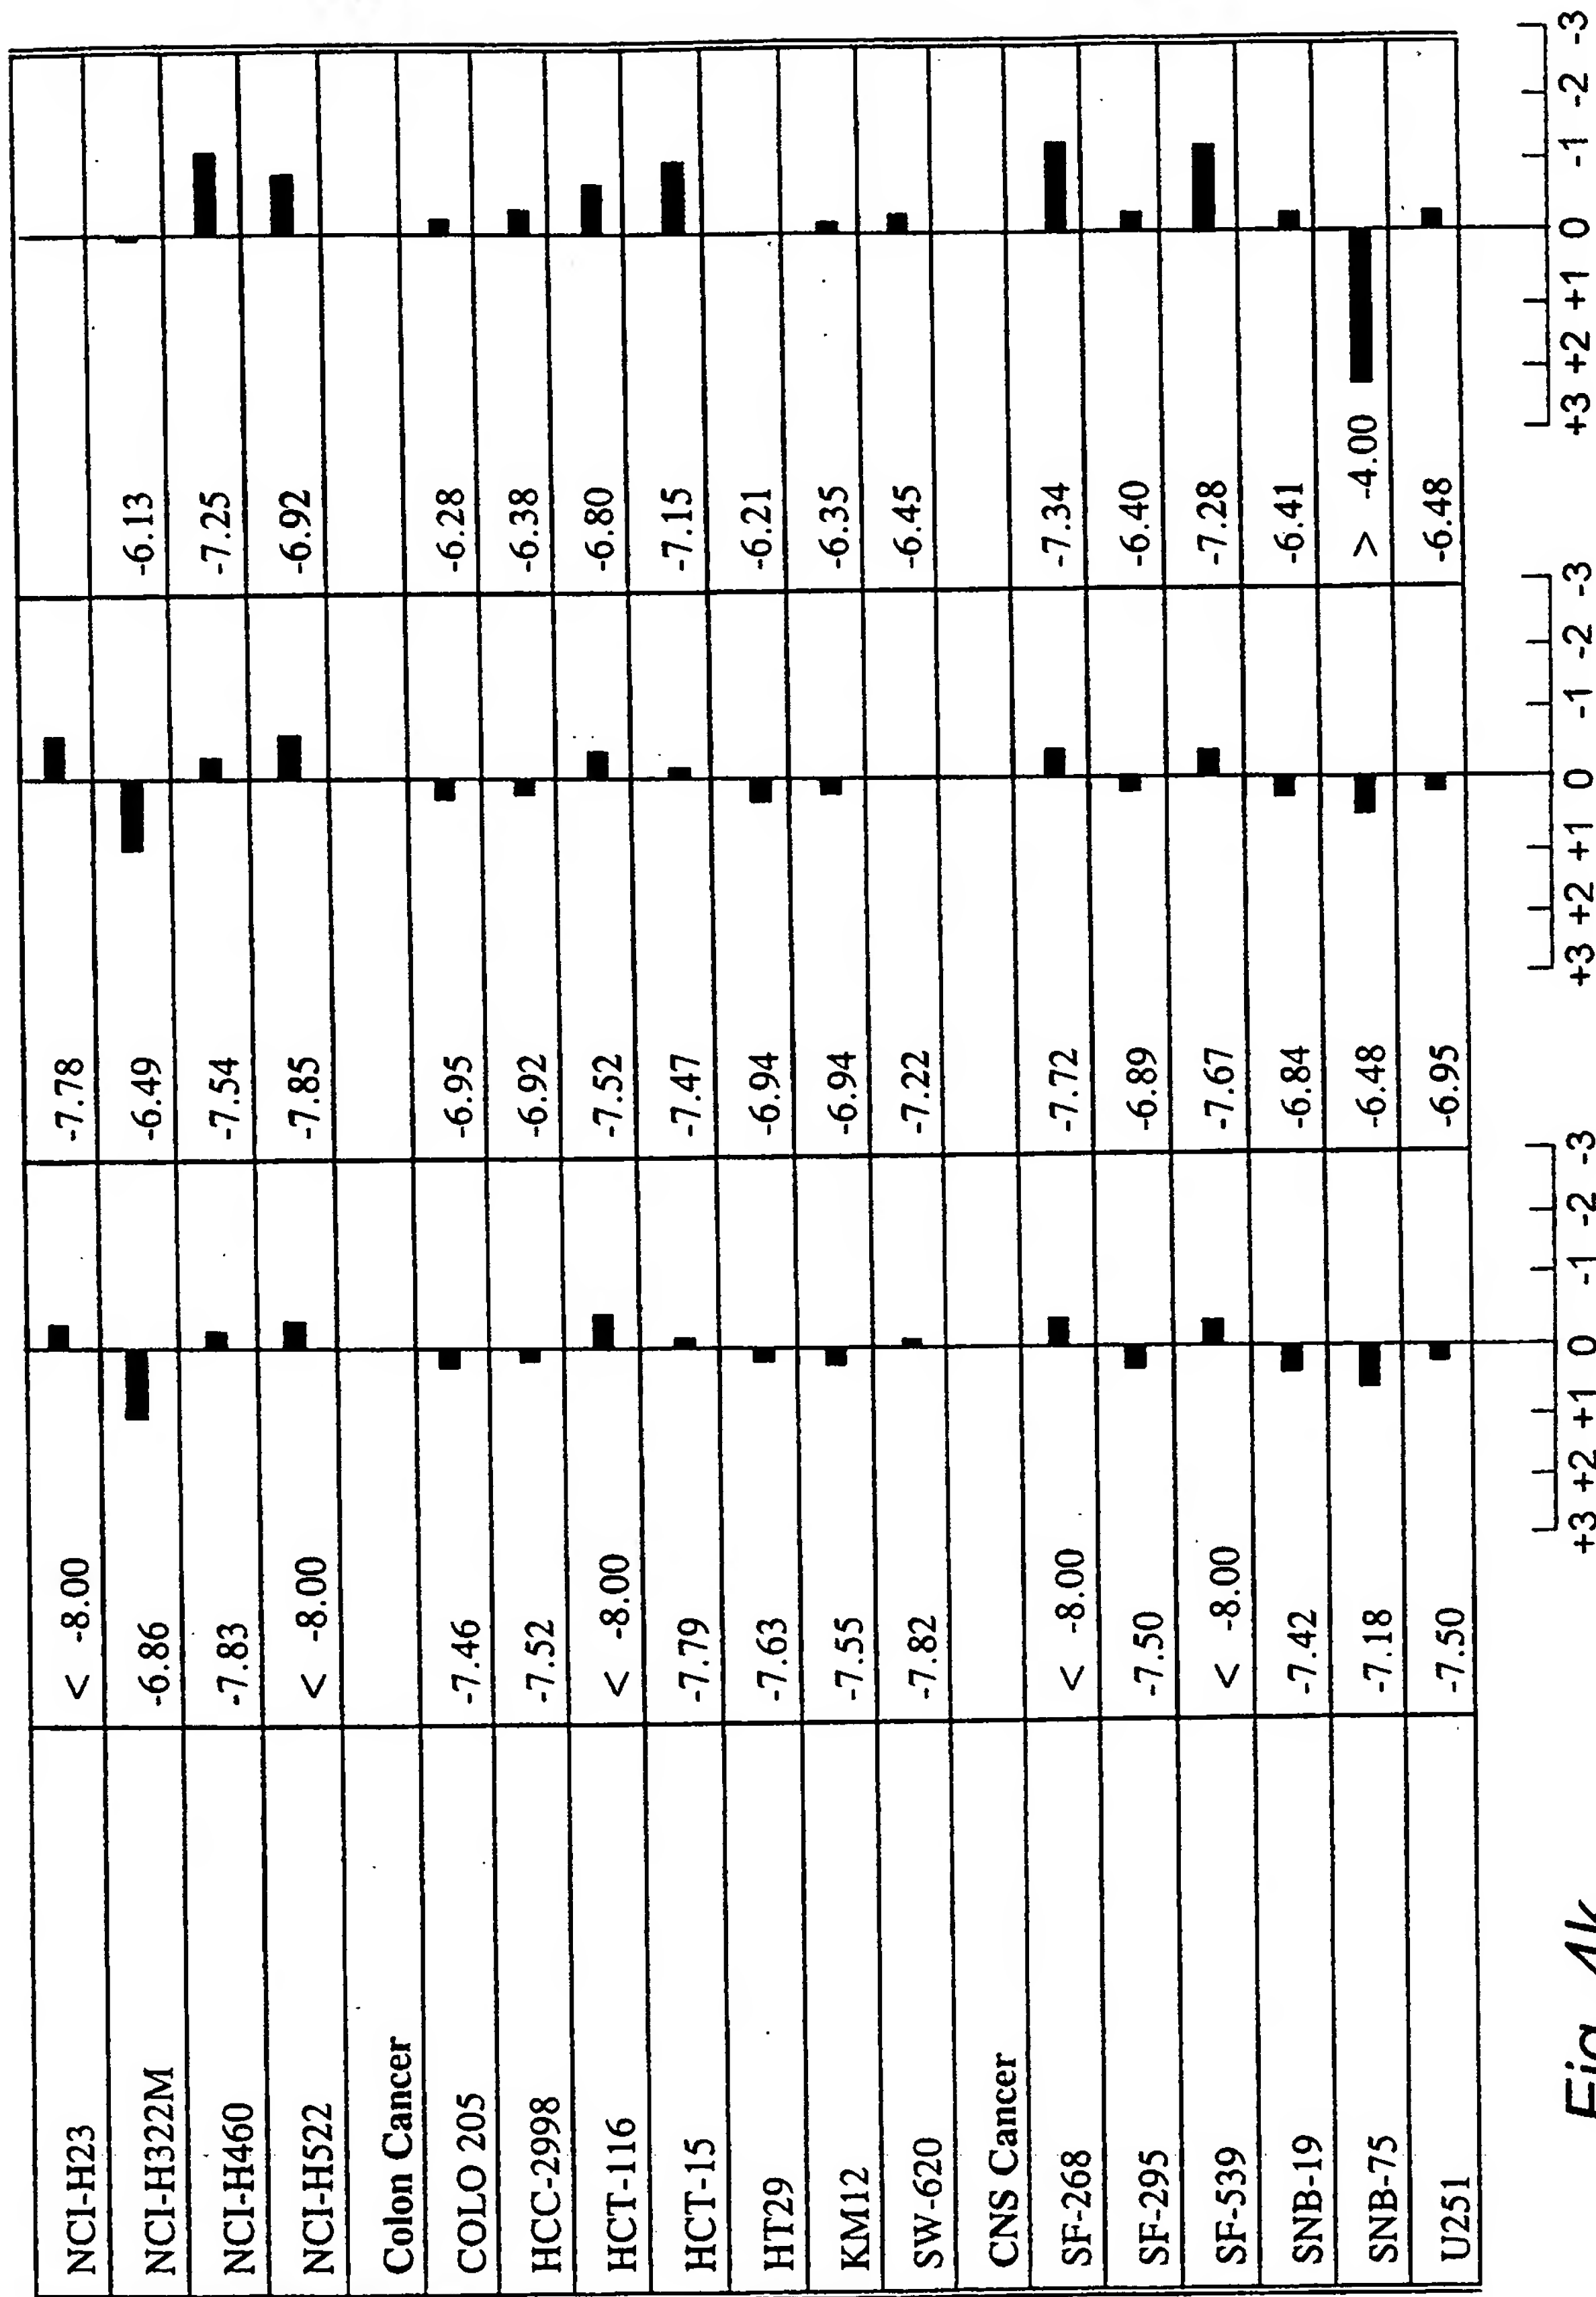 NCI-H23 < -8.00 -7.78
NCI-H322M -6.86 -6.49 -6.13
NCI-H460 -7.83 -7.54 -7.25
NCI-H522 < -8.00 -7.85 -6.92
Colon Cancer
COLO 205 -7.46 -6.95 -6.28
HCC-2998 -7.52 -6.92 -6.38
HCT-116 < -8.00 -7.52 -6.80
HCT-15 -7.79 -7.47 -7.15
HT29 -7.63 -6.94 -6.21
KM12 -7.55 -6.94 -6.35
SW-620 -7.82 -7.22 -6.45
CNS Cancer
SF-268 < -8.00 -7.72 -7.34
SF-295 -7.50 -6.89 -6.40
SF-539 < -8.00 -7.67 -7.28
SNB-19 -7.42 -6.84 -6.41
SNB-75 -7.18 -6.48 > -4.00
U251 -7.50 -6.95 -6.48
+3 +2 +1 0 -1 -2 -3 +3 +2 +1 0 -1 -2 -3 +3 +2 +1 0 -1 -2 -3
Fig. 4k